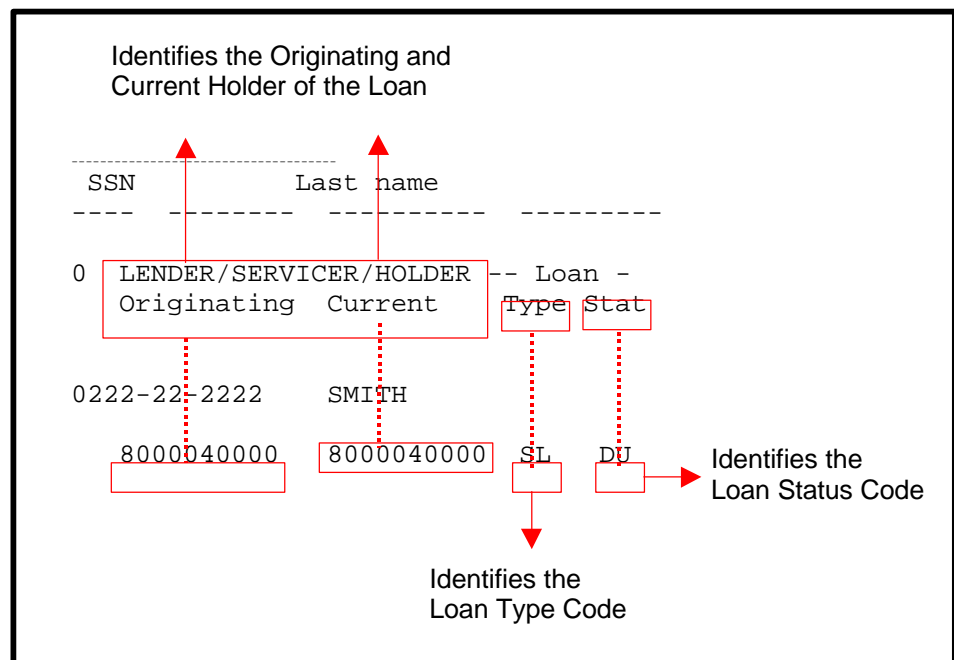 Identifies the Originating and
Current Holder of the Loan
SSN Last name
---- -------- ---------- ---------
0 LENDER/SERVICER/HOLDER -- Loan -
Originating Current Type Stat
0222-22-2222 SMITH
8000040000 8000040000 SL DU
Identifies the
Loan Status Code
Identifies the
Loan Type Code